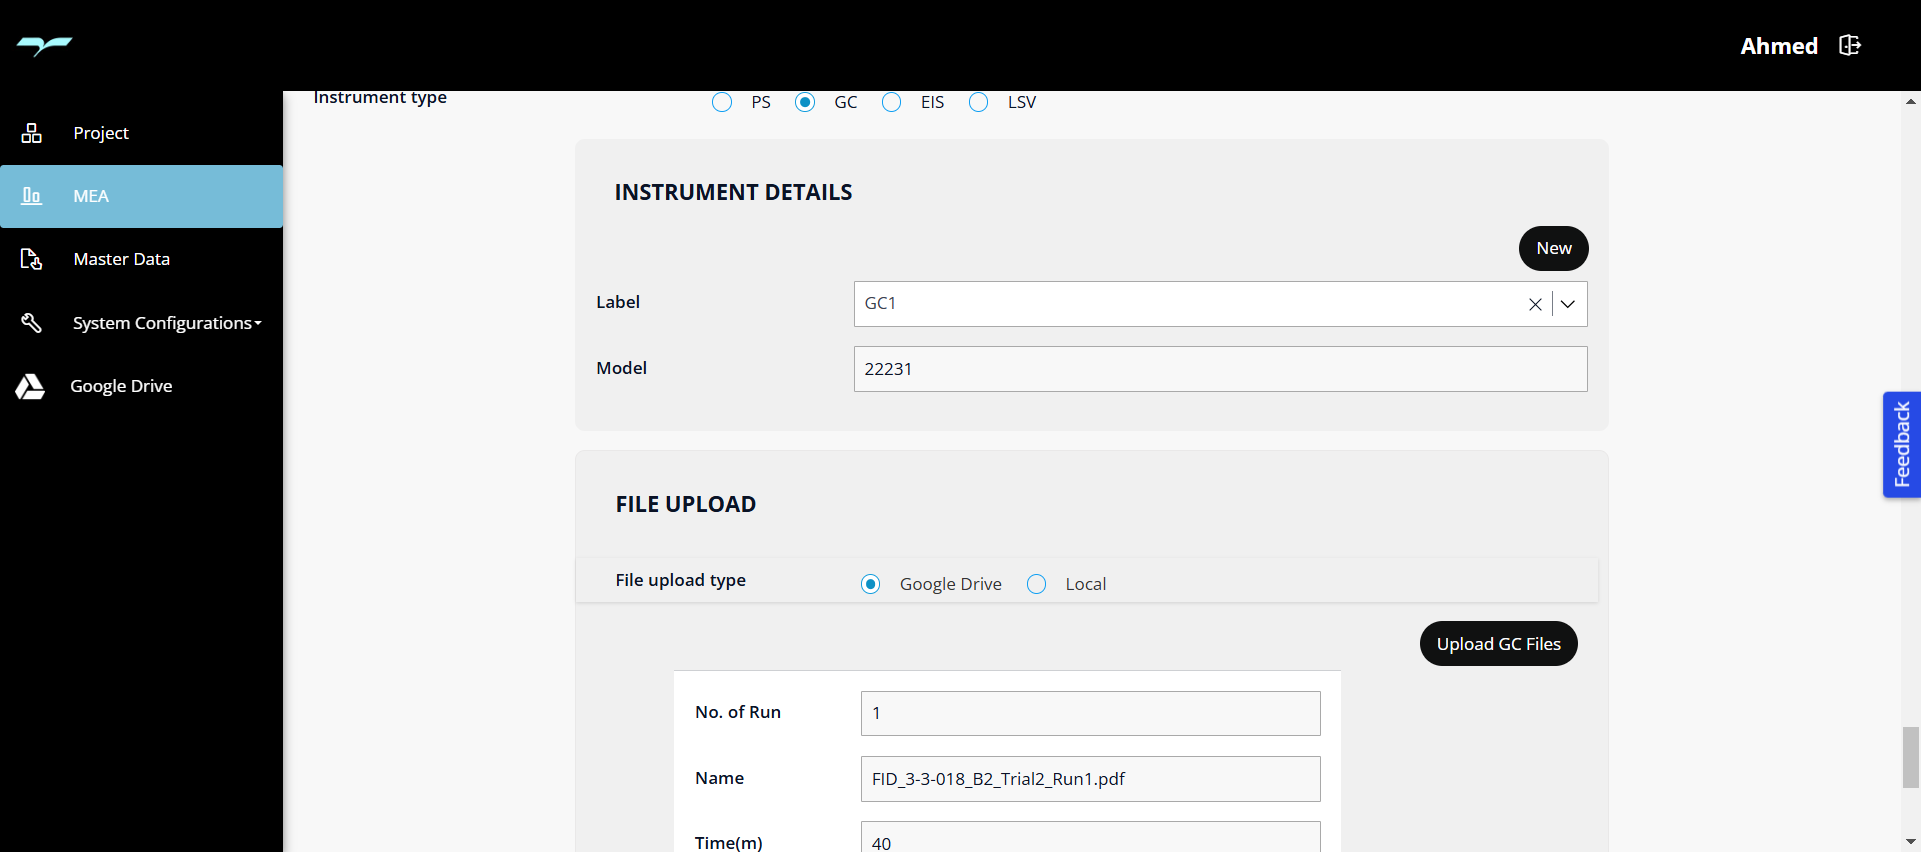 Ahmed
Project
MEA
Master Data
System Configurations
Google Drive
Instrument type
PS GC EIS LSV
INSTRUMENT DETAILS
New
Label GC1
Model 22231
FILE UPLOAD
File upload type Google Drive Local
Upload GC Files
No. of Run 1
Name FID_3-3-018_B2_Trial2_Run1.pdf
Time(m) 40
Feedback